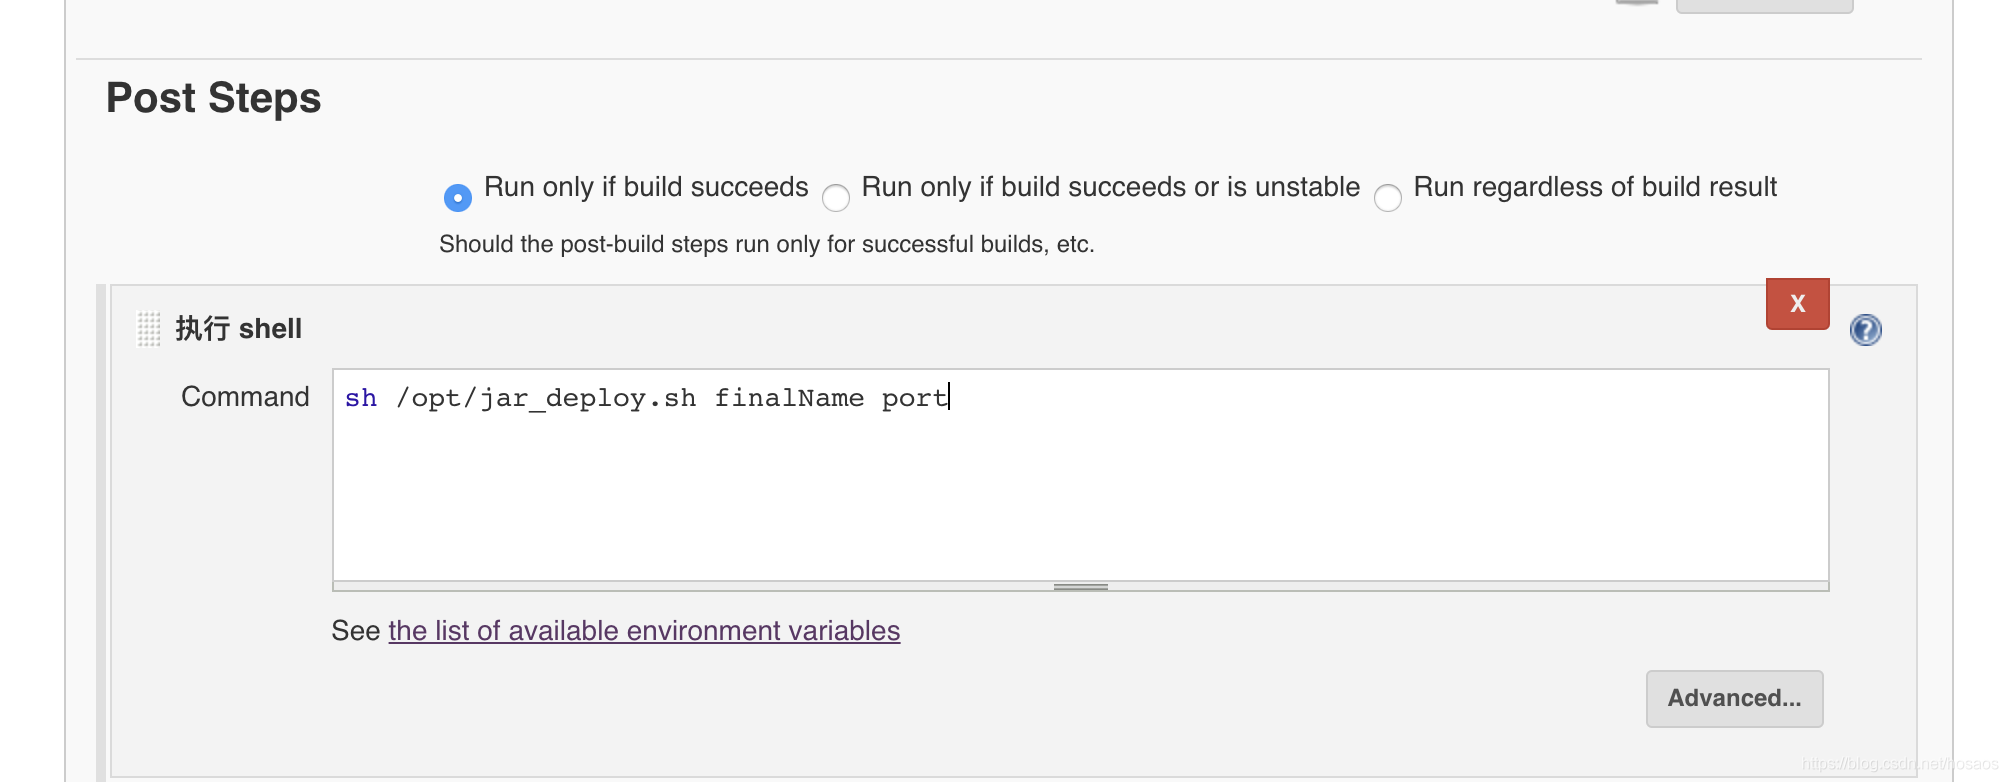 Post Steps
Run only if build succeeds Run only if build succeeds or is unstable Run regardless of build result
Should the post-build steps run only for successful builds, etc.
X
执行 shell
?
Command
sh /opt/jar_deploy.sh finalName port
See the list of available environment variables
Advanced...
https://blog.csdn.net/hosaos